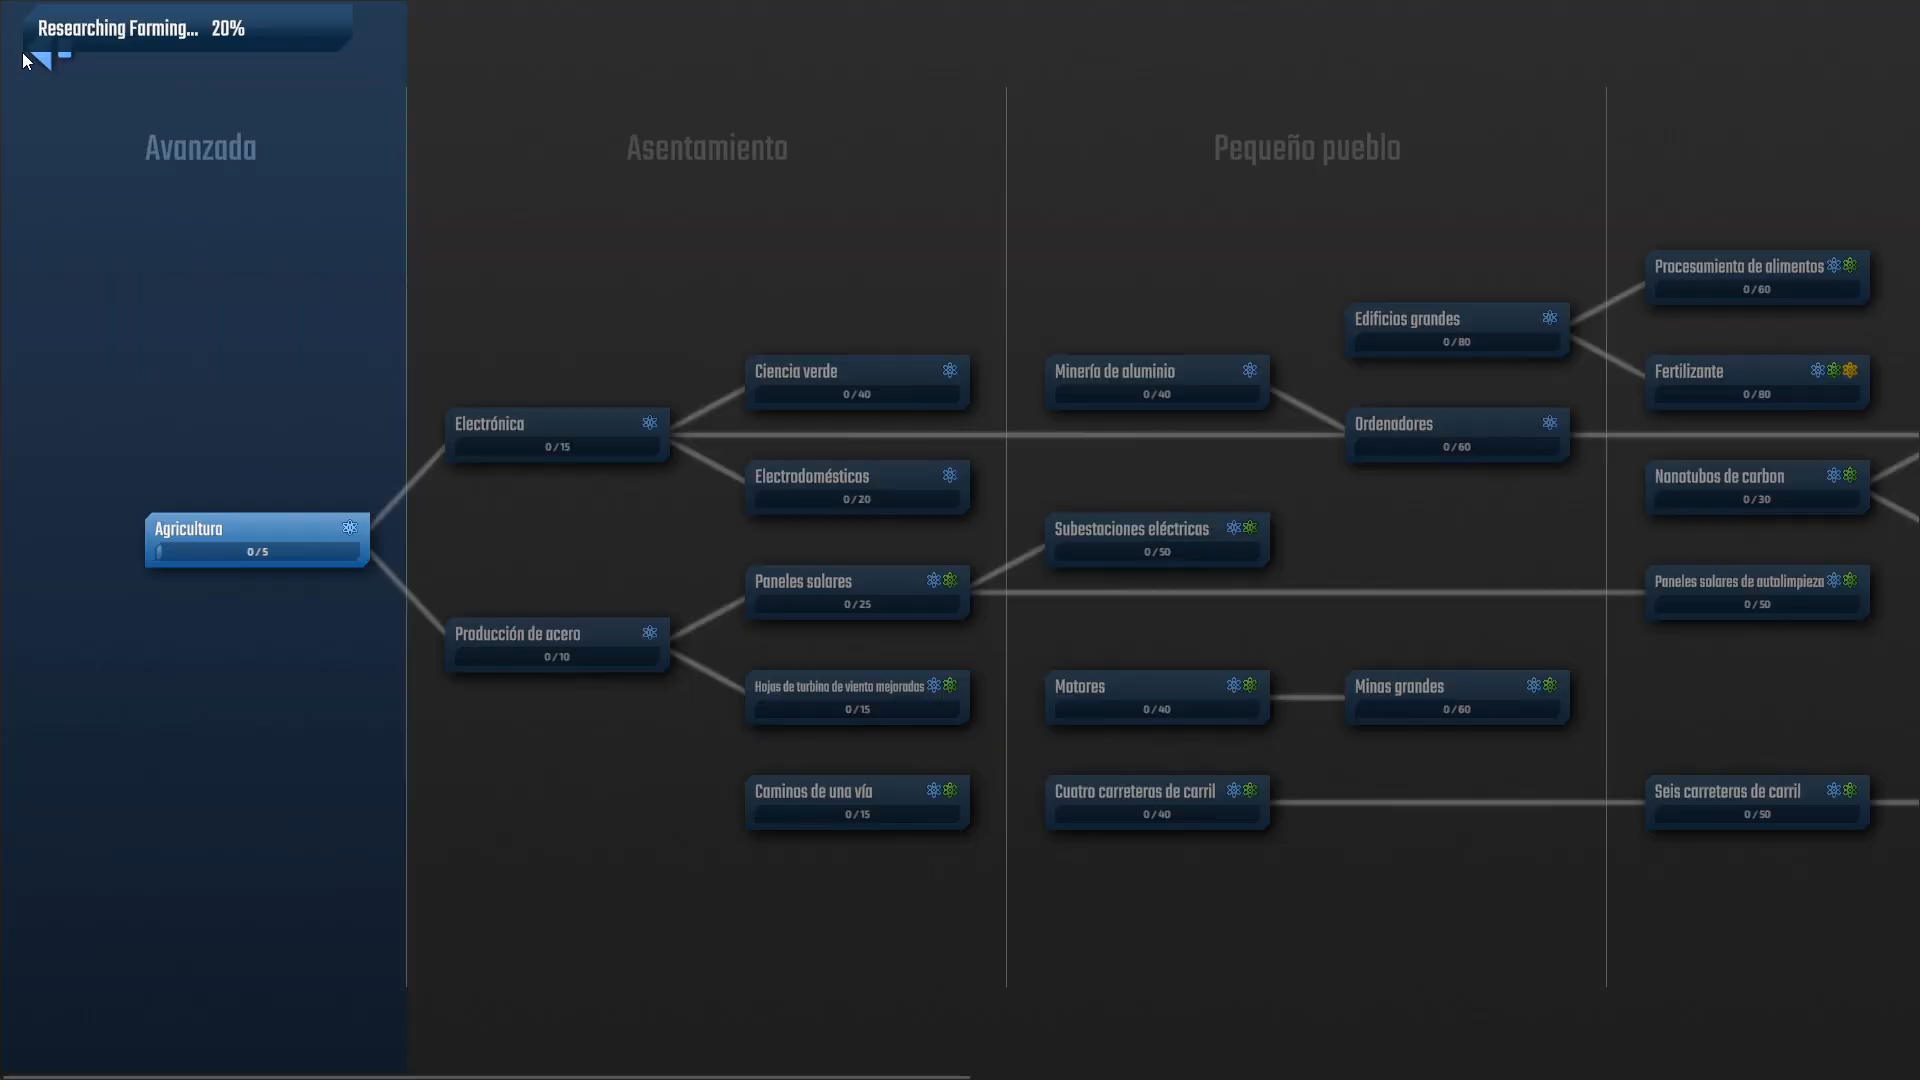 Researching Farming... 20%
Avanzada
Asentamiento
Pequeño pueblo
Procesamienta de alimentos
0/60
Edificios grandes
0/80
Ciencia verde
0/40
Minería de aluminio
0/40
Fertilizante
0/80
Electrónica
0/15
Ordenadores
0/60
Electrodomésticos
0/20
Nanotubos de carbon
0/30
Agricultura
0/5
Subestaciones eléctricas
0/50
Paneles solares
0/25
Paneles solares de autolimpieza
0/50
Producción de acero
0/10
Hojas de turbina de viento mejoradas
0/15
Motores
0/40
Minas grandes
0/60
Caminos de una vía
0/15
Cuatro carreteras de carril
0/40
Seis carreteras de carril
0/50